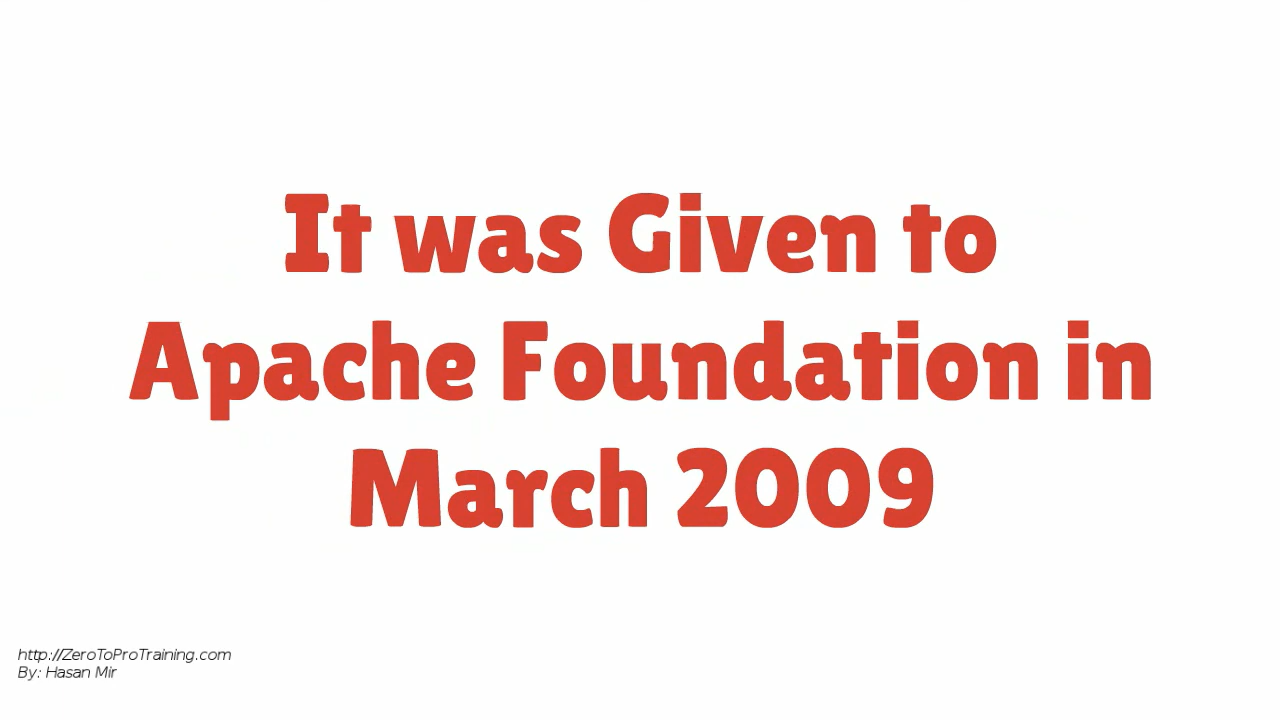 It was Given to
Apache Foundation in
March 2009
http://ZeroToProTraining.com
By: Hasan Mir